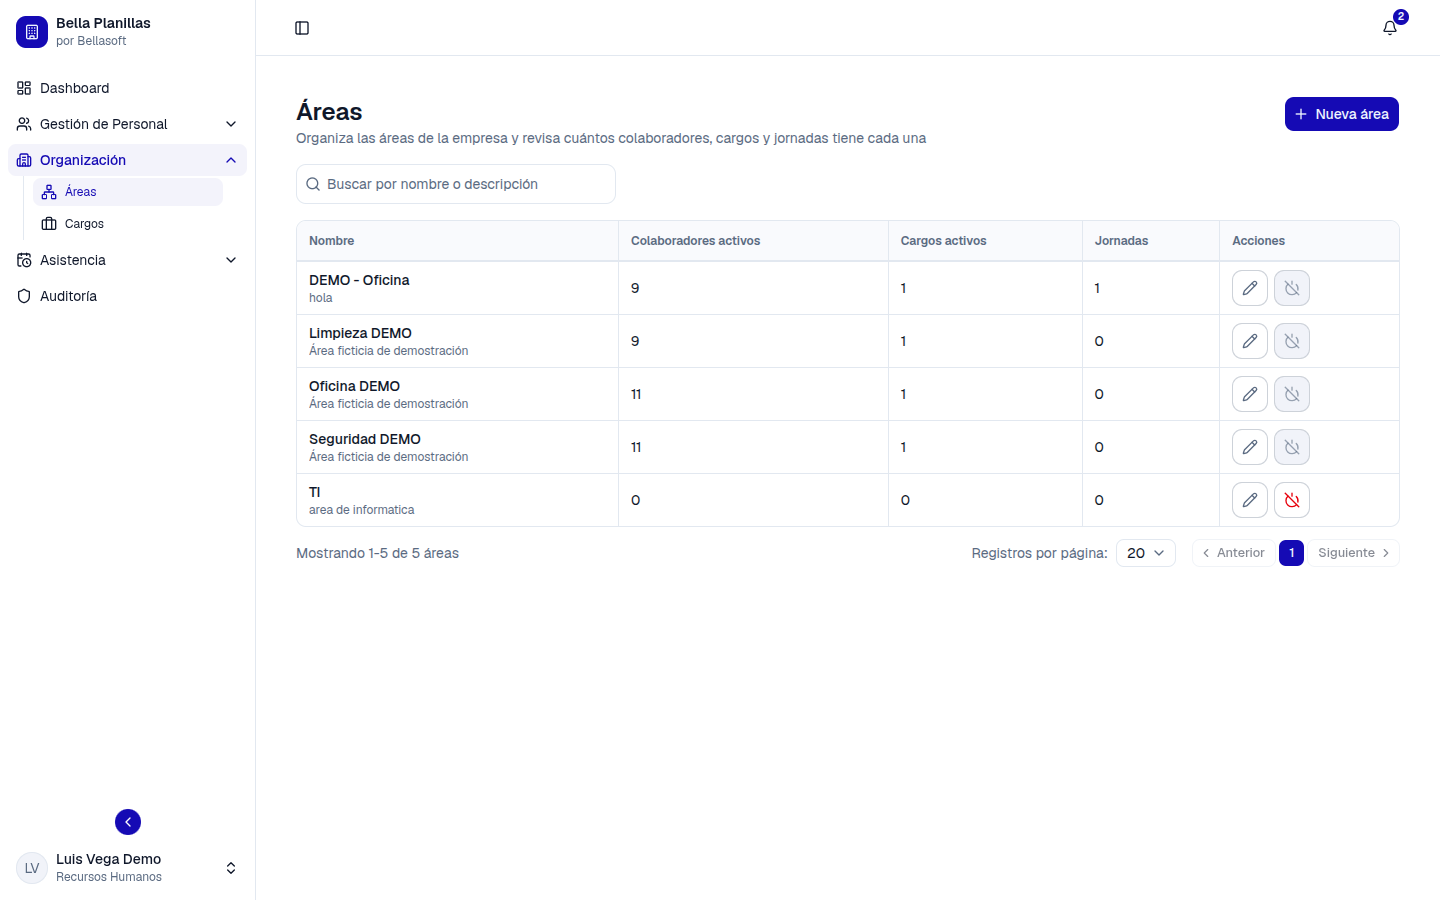 Bella Planillas
por Bellasoft
Dashboard
Gestión de Personal
Organización
Áreas
Cargos
Asistencia
Auditoría
LV
Luis Vega Demo
Recursos Humanos
2
Áreas
Organiza las áreas de la empresa y revisa cuántos colaboradores, cargos y jornadas tiene cada una
Nueva área
Buscar por nombre o descripción
Nombre Colaboradores activos Cargos activos Jornadas Acciones
DEMO - Oficina 9 1 1
hola
Limpieza DEMO 9 1 0
Área ficticia de demostración
Oficina DEMO 11 1 0
Área ficticia de demostración
Seguridad DEMO 11 1 0
Área ficticia de demostración
TI 0 0 0
area de informatica
Mostrando 1-5 de 5 áreas Registros por página: 20 Anterior 1 Siguiente